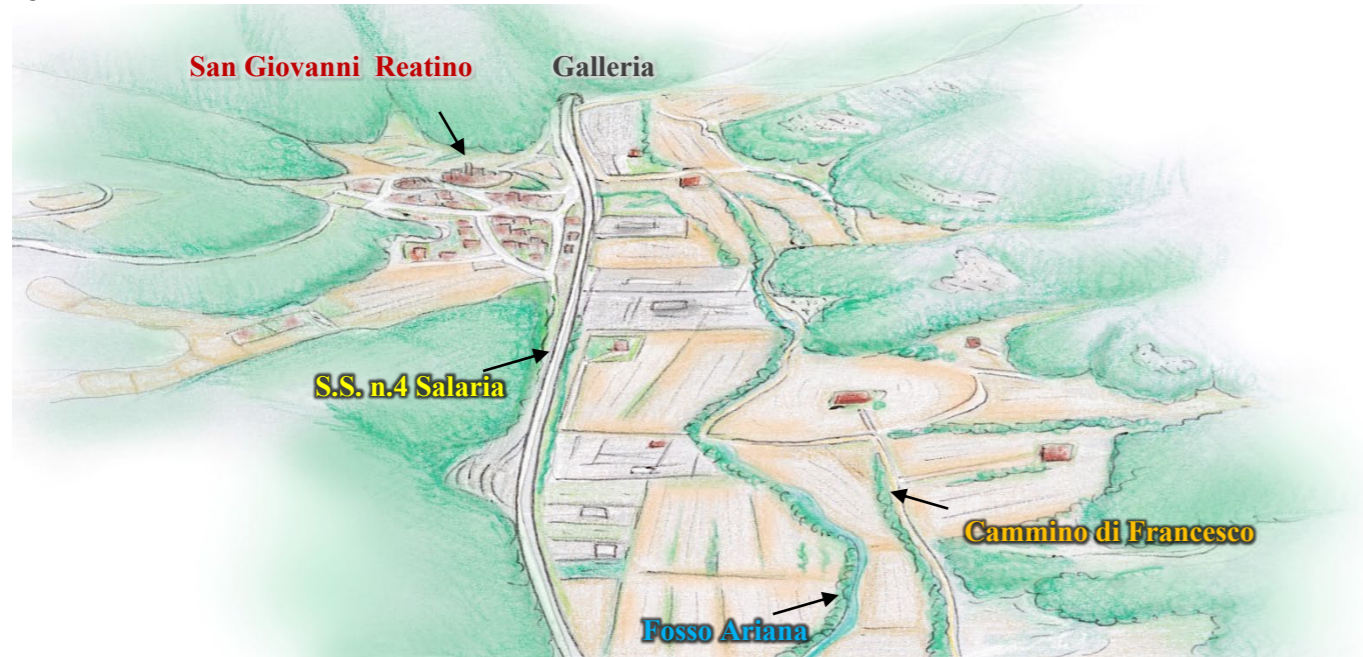 San Giovanni Reatino
Galleria
S.S. n.4 Salaria
Cammino di Francesco
Fosso Ariana